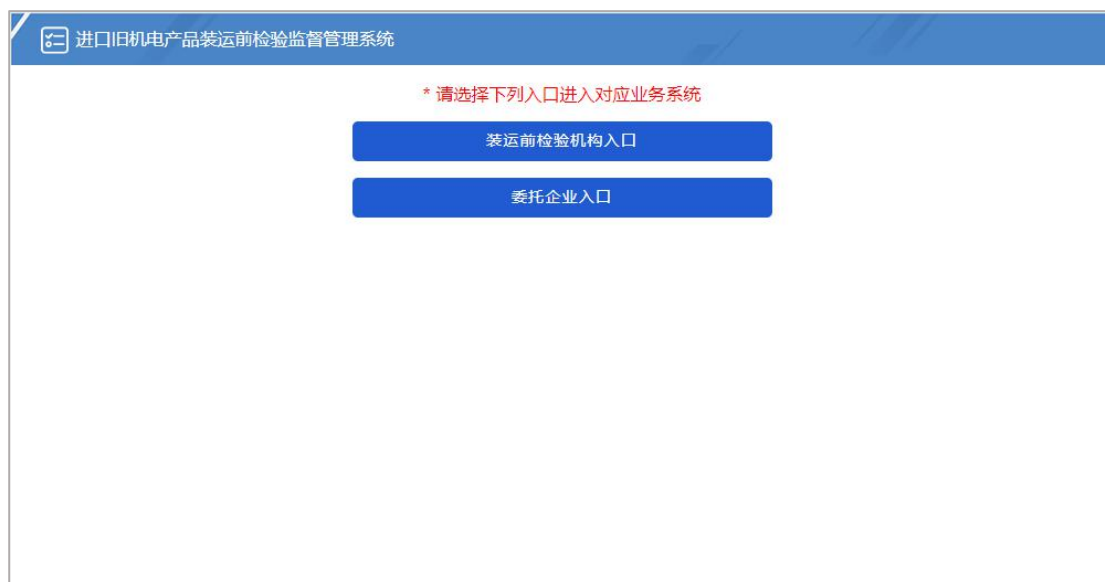 进口旧机电产品装运前检验监督管理系统
* 请选择下列入口进入对应业务系统
装运前检验机构入口
委托企业入口